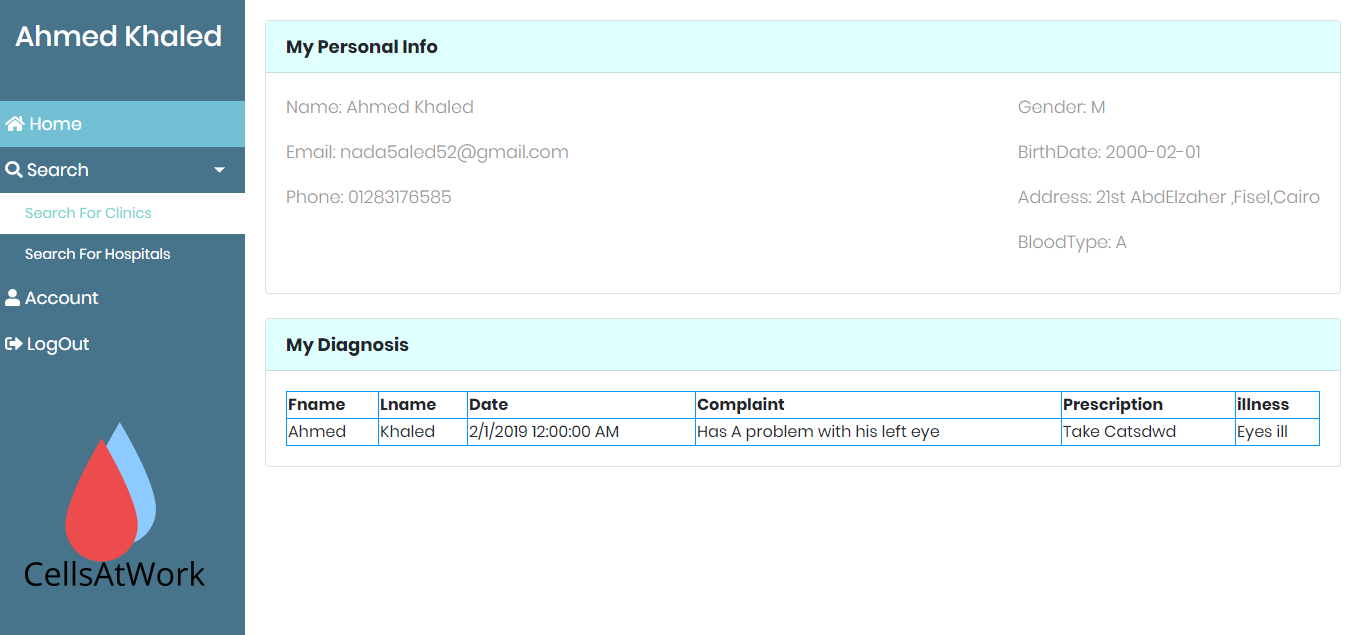 Ahmed Khaled
Home
Search
Search For Clinics
Search For Hospitals
Account
LogOut
CellsAtWork
My Personal Info
Name: Ahmed Khaled
Email: nada5aled52@gmail.com
Phone: 01283176585
Gender: M
BirthDate: 2000-02-01
Address: 21st AbdElzaher ,Fisel,Cairo
BloodType: A
My Diagnosis
Fname Lname Date Complaint Prescription illness
Ahmed Khaled 2/1/2019 12:00:00 AM Has A problem with his left eye Take Catsdwd Eyes ill